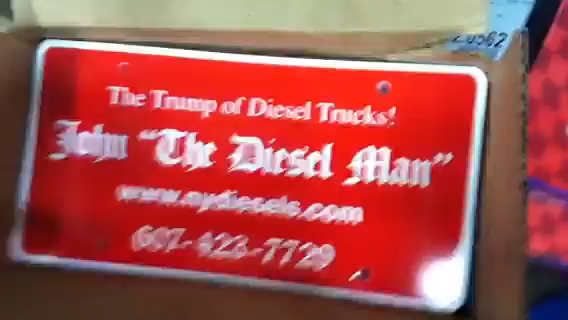 The Trump of Diesel Trucks!
John "The Diesel Man"
www.nydiesels.com
607-423-7729